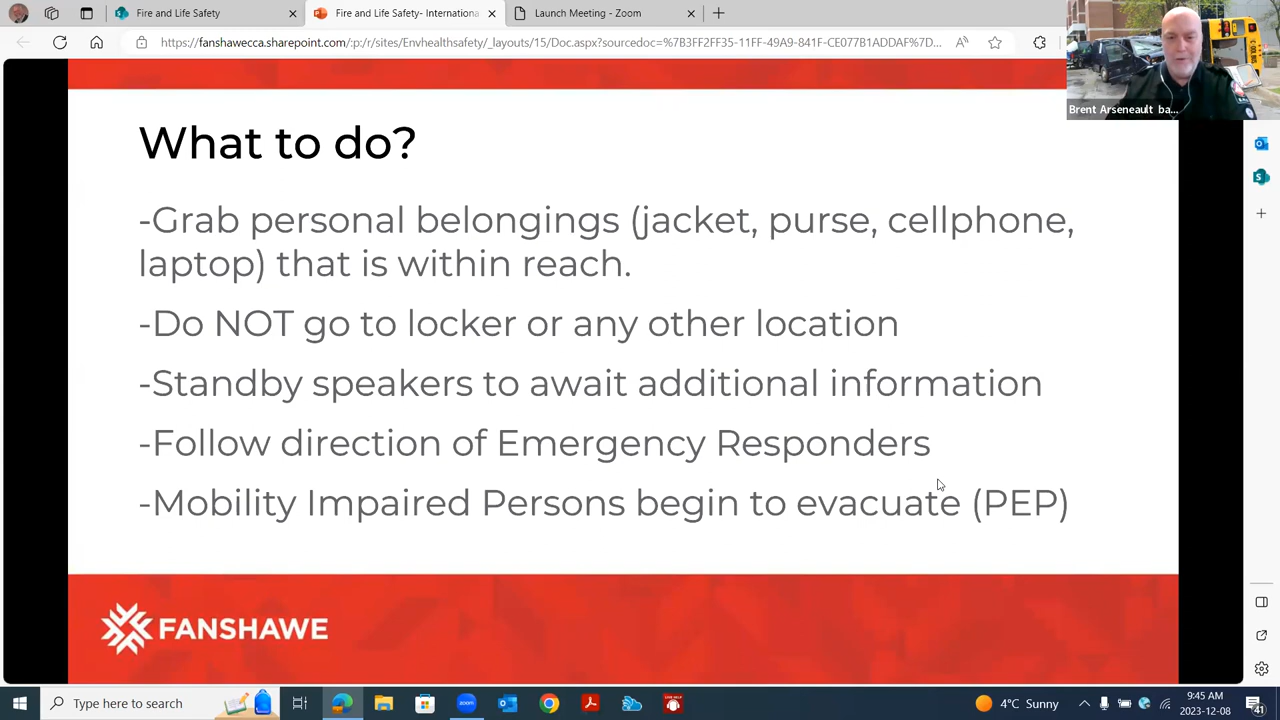 Fire and Life Safety
Fire and Life Safety- Internationa
Launch Meeting - Zoom
https://fanshawecca.sharepoint.com/:p:/r/sites/Envhealthsafety/_layouts/15/doc.aspx?sourcedoc=%7B3FF2FF35-11FF-49A9-841F-CE077B1ADDAF%7D...
Brent Arseneault ba...
What to do?
-Grab personal belongings (jacket, purse, cellphone,
laptop) that is within reach.
-Do NOT go to locker or any other location
-Standby speakers to await additional information
-Follow direction of Emergency Responders
-Mobility Impaired Persons begin to evacuate (PEP)
FANSHAWE
Type here to search
zoom
4°C Sunny
9:45 AM
2023-12-08
41